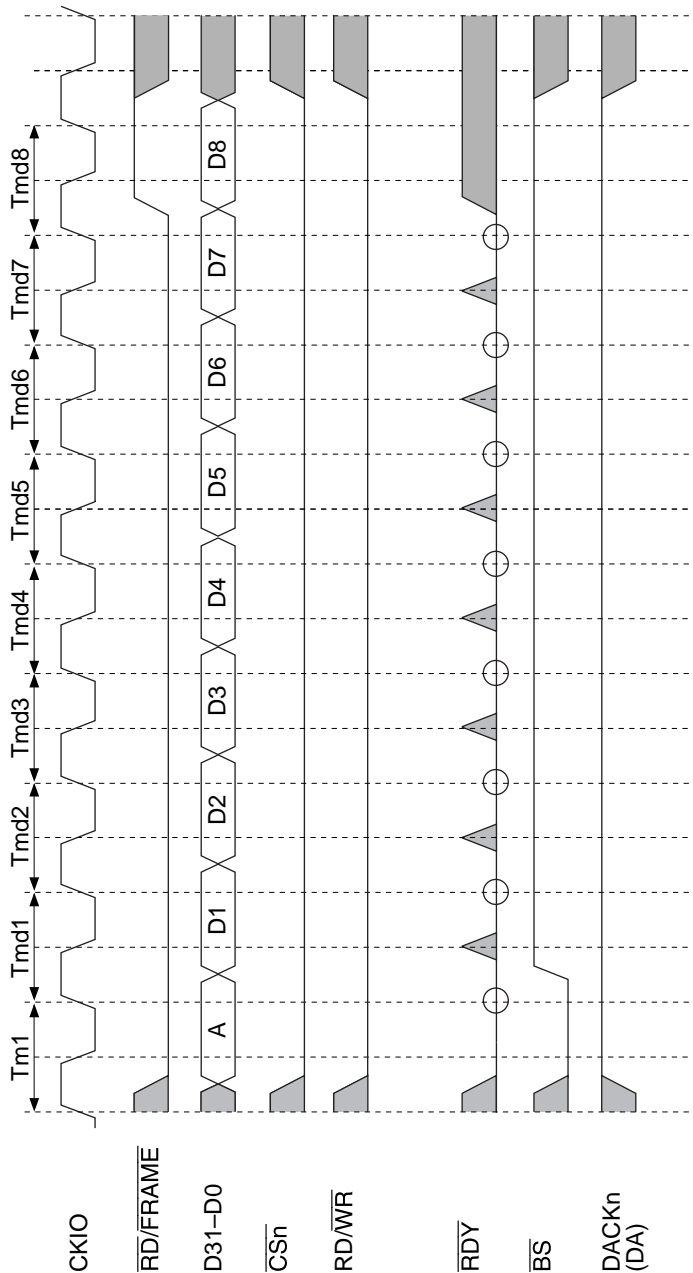 Tm1 Tmd1 Tmd2 Tmd3 Tmd4 Tmd5 Tmd6 Tmd7 Tmd8
CKIO
RD/FRAME
D31–D0 A D1 D2 D3 D4 D5 D6 D7 D8
CSn
RD/WR
RDY
BS
DACKn
(DA)